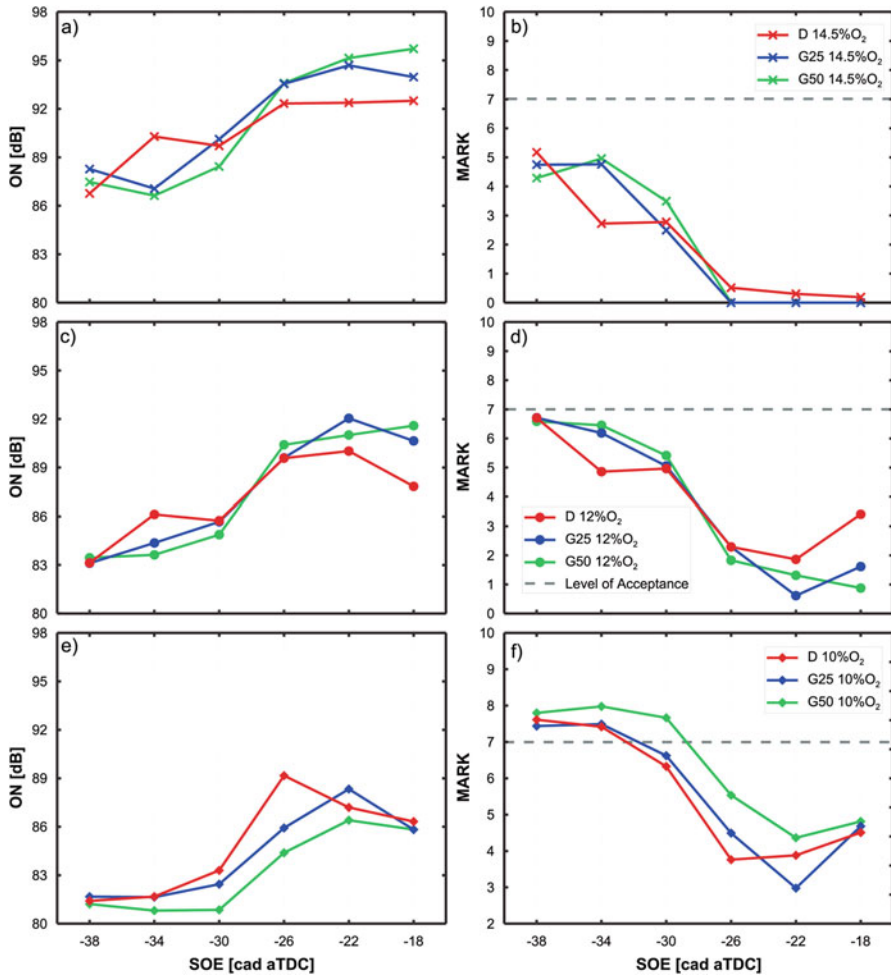 a)
98
95
92
89
86
83
80
ON [dB]
b)
10
9
8
7
6
5
4
3
2
1
0
MARK
D 14.5%O₂
G25 14.5%O₂
G50 14.5%O₂
c)
98
95
92
89
86
83
80
ON [dB]
d)
10
9
8
7
6
5
4
3
2
1
0
MARK
D 12%O₂
G25 12%O₂
G50 12%O₂
Level of Acceptance
e)
98
95
92
89
86
83
80
ON [dB]
-38 -34 -30 -26 -22 -18
SOE [cad aTDC]
f)
10
9
8
7
6
5
4
3
2
MARK
D 10%O₂
G25 10%O₂
G50 10%O₂
-38 -34 -30 -26 -22 -18
SOE [cad aTDC]